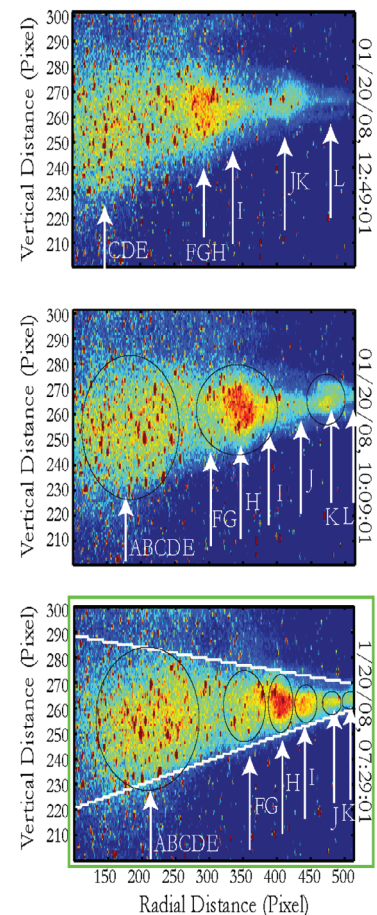 Vertical Distance (Pixel)
300
290
280
270
260
250
240
230
220
210
CDE
FGH
I
JK
L
01/20/08, 12:49:01
Vertical Distance (Pixel)
300
290
280
270
260
250
240
230
220
210
ABCDE
FG
H
I
J
K
L
01/20/08, 10:09:01
Vertical Distance (Pixel)
300
290
280
270
260
250
240
230
220
210
ABCDE
FG
H
I
J
K
1/20/08, 07:29:01
150 200 250 300 350 400 450 500
Radial Distance (Pixel)